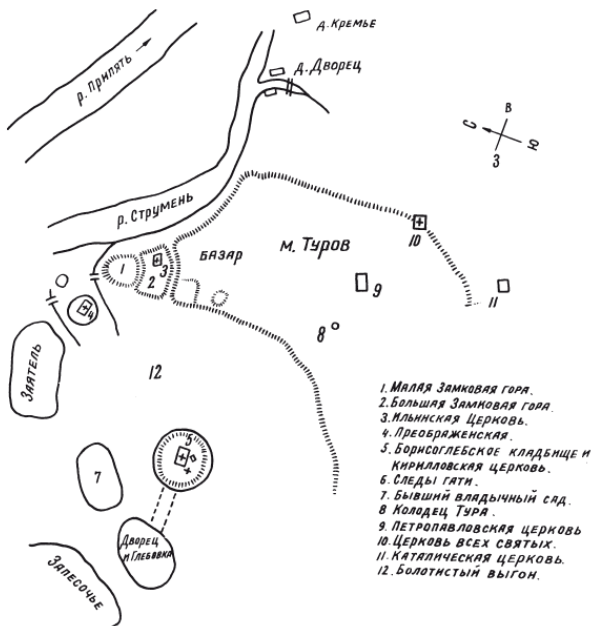 д. Кремье
р. Припять
д. Дворец
В
С
Ю
З
р. Струмень
м. Туров
БАЗАР
10
1
2
3
9
11
4
8
Заятель
12
5
7
Дворец
и Глебовка
Запесочье
1. Малая Замковая гора.
2. Большая Замковая гора.
3. Ильинская Церковь.
4. Преображенская.
5. Борисоглебское кладбище и
Кирилловская церковь.
6. Следы гати.
7. Бывший владычный сад.
8 Колодец Тура.
9. Петропавловская церковь
10. Церковь всех святых.
11. Каталическая церковь.
12. Болотистый выгон.